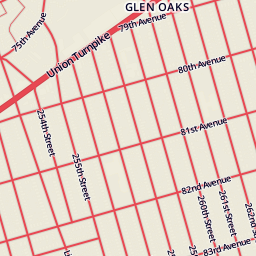 GLEN OAKS
75th Avenue
79th Avenue
Union Turnpike
80th Avenue
254th Street
81st Avenue
255th Street
82nd Avenue
260th Street
261st Street
262nd
83rd Avenue